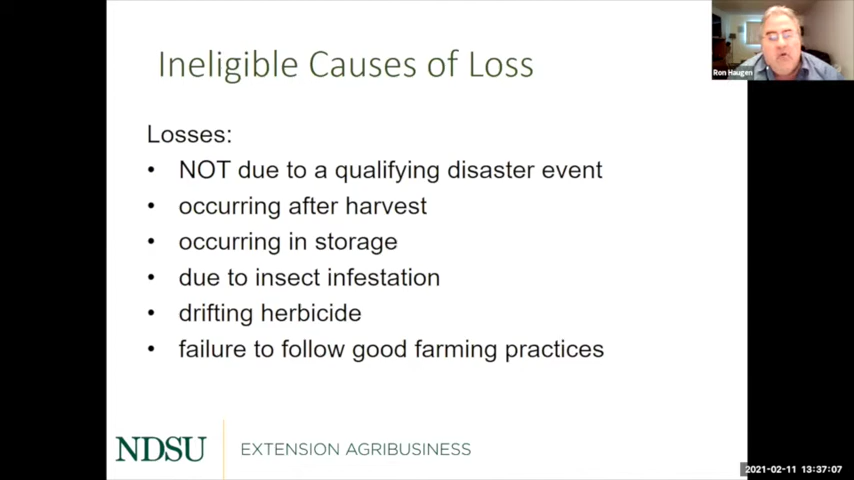 Ineligible Causes of Loss
Ron Haugen
Losses:
• NOT due to a qualifying disaster event
• occurring after harvest
• occurring in storage
• due to insect infestation
• drifting herbicide
• failure to follow good farming practices
NDSU
EXTENSION AGRIBUSINESS
2021-02-11 13:37:07